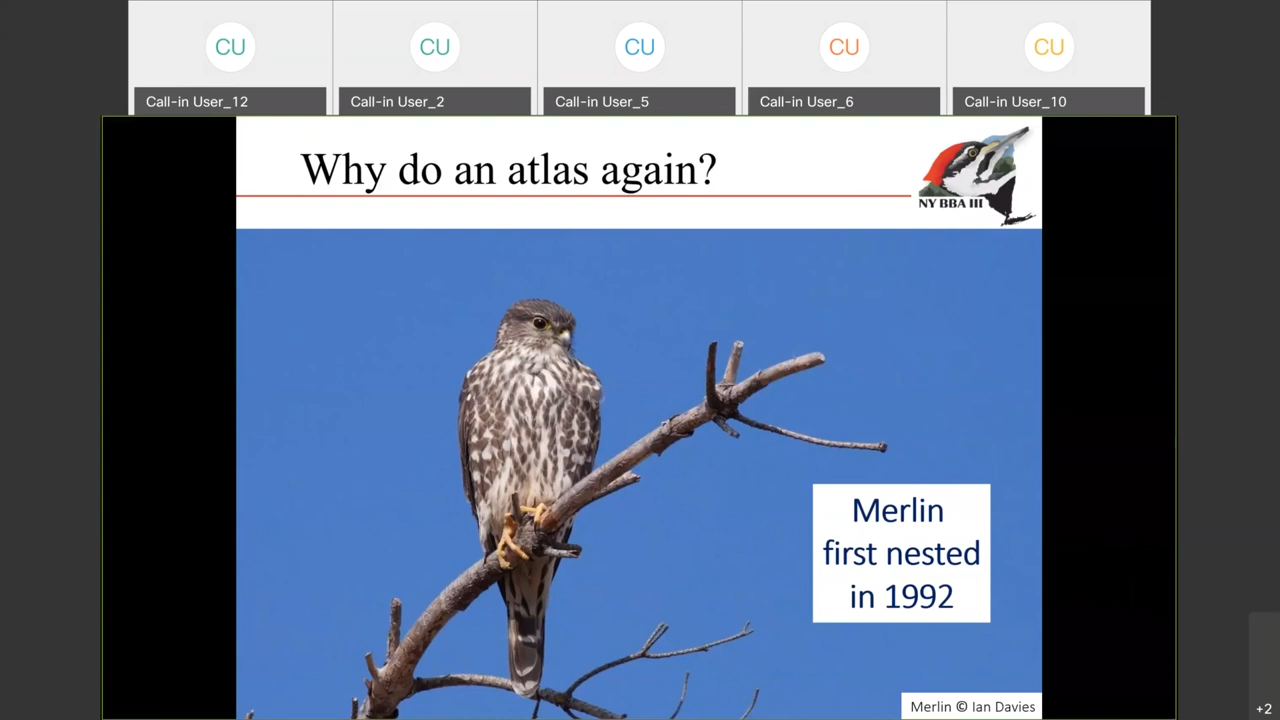 CU
CU
CU
CU
CU
Call-in User_12
Call-in User_2
Call-in User_5
Call-in User_6
Call-in User_10
Why do an atlas again?
NY BBA III
Merlin
first nested
in 1992
Merlin © Ian Davies
+2